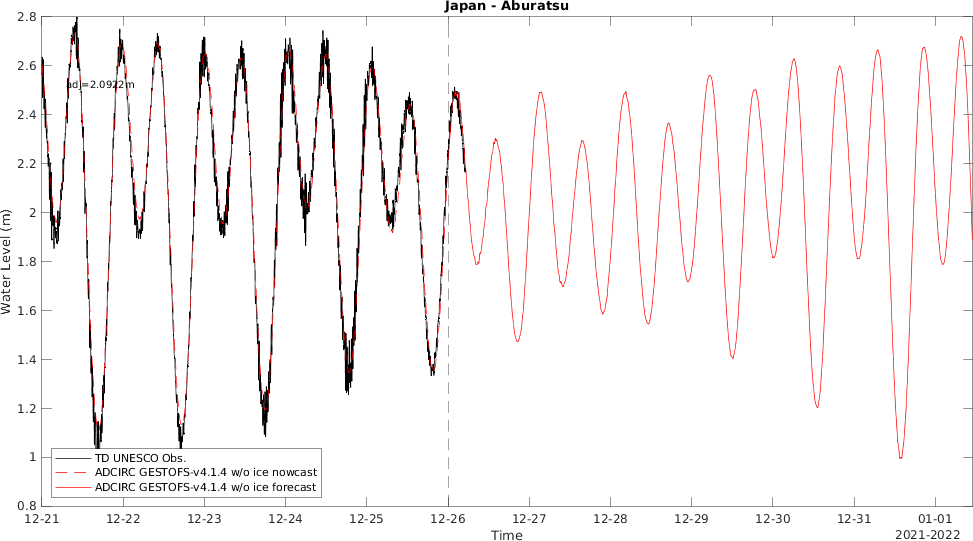 Japan - Aburatsu
2.8
2.6
2.4
2.2
2
1.8
1.6
1.4
1.2
1
0.8
Water Level (m)
adj=2.0922m
TD UNESCO Obs.
ADCIRC GESTOFS-v4.1.4 w/o ice nowcast
ADCIRC GESTOFS-v4.1.4 w/o ice forecast
12-21 12-22 12-23 12-24 12-25 12-26 12-27 12-28 12-29 12-30 12-31 01-01
Time
2021-2022